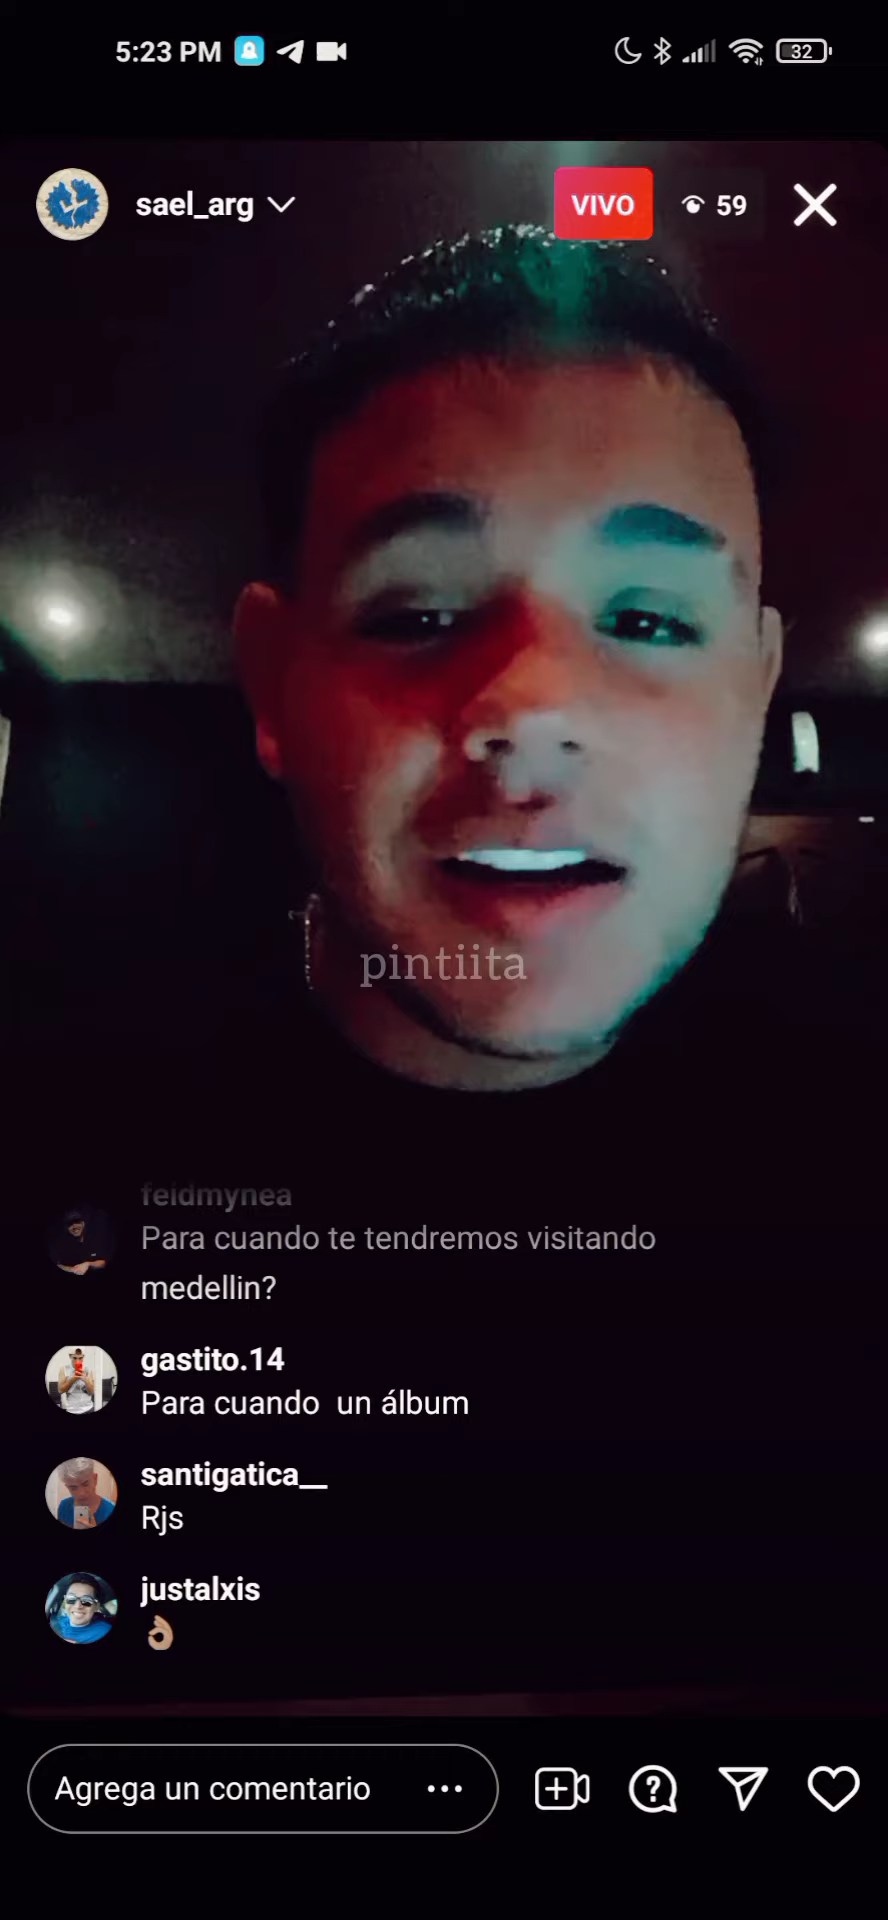 5:23 PM
32
sael_arg
VIVO
59
pintiita
feidmynea
Para cuando te tendremos visitando
medellin?
gastito.14
Para cuando  un álbum
santigatica__
Rjs
justalxis
👌🏽
Agrega un comentario